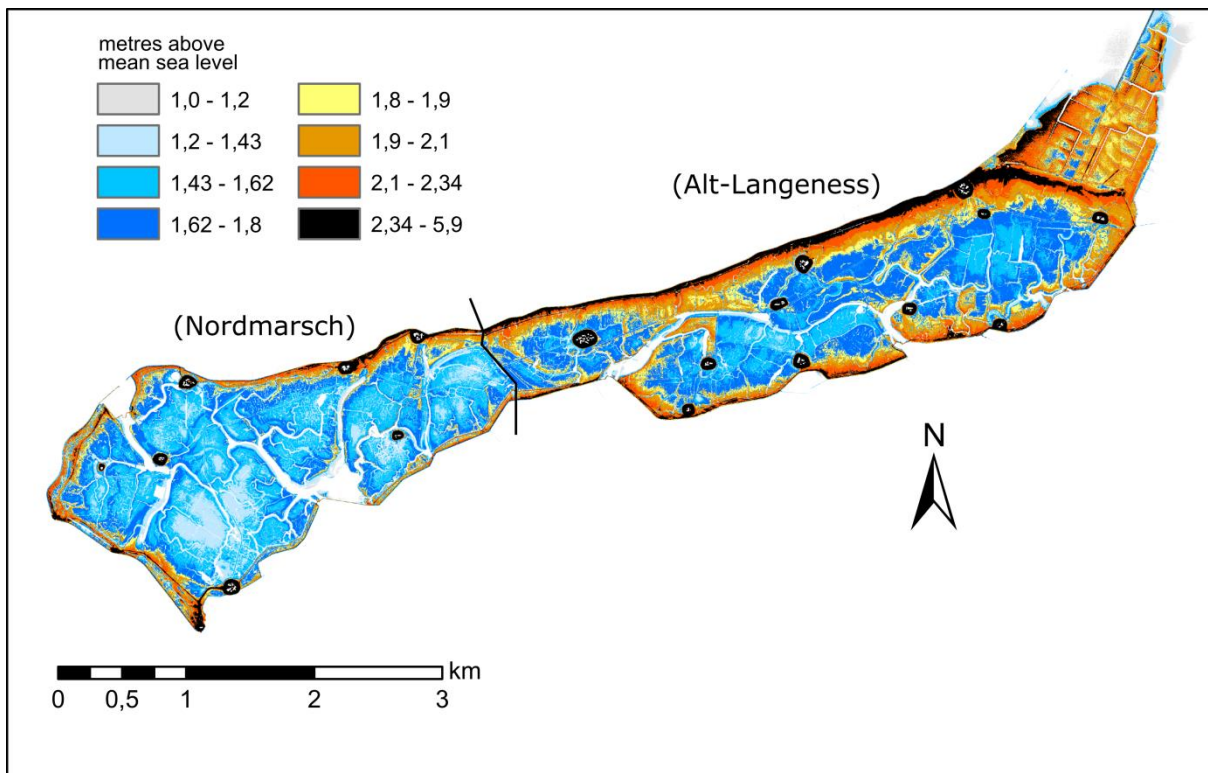 metres above
mean sea level
1,0 - 1,2
1,2 - 1,43
1,43 - 1,62
1,62 - 1,8
1,8 - 1,9
1,9 - 2,1
2,1 - 2,34
2,34 - 5,9
(Alt-Langeness)
(Nordmarsch)
N
km
0 0,5 1 2 3